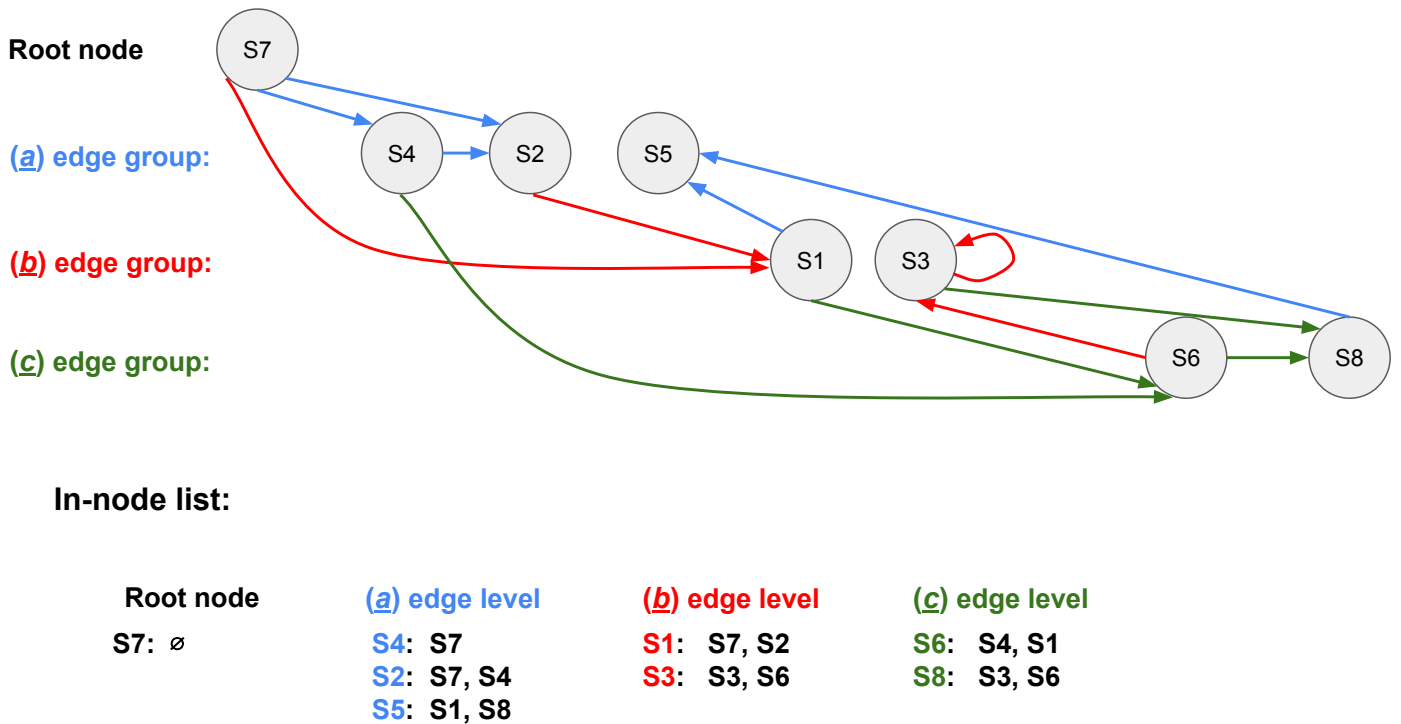 Root node
S7
(a) edge group:
S4 S2 S5
(b) edge group:
S1 S3
(c) edge group:
S6 S8
In-node list:
Root node (a) edge level (b) edge level (c) edge level
S7: ∅ S4: S7 S1: S7, S2 S6: S4, S1
S2: S7, S4 S3: S3, S6 S8: S3, S6
S5: S1, S8